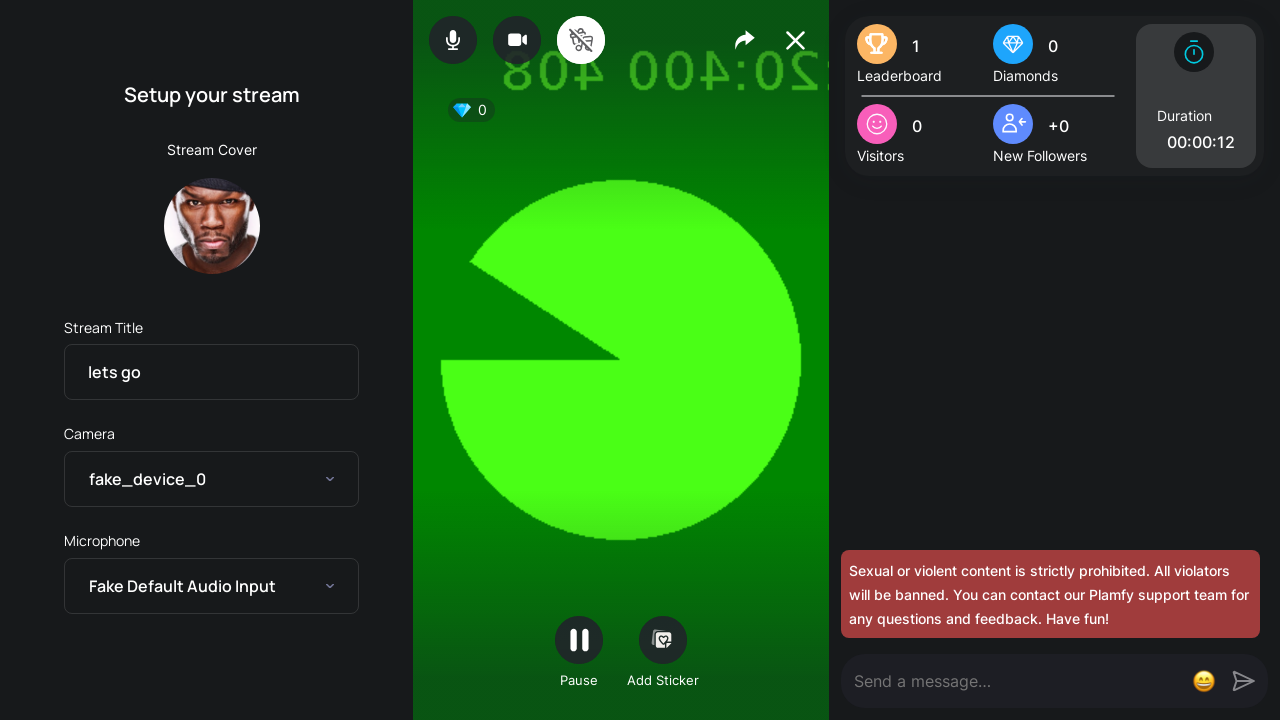 Setup your stream
Stream Cover
Stream Title
lets go
Camera
fake_device_0
Microphone
Fake Default Audio Input
:20:400 408
0
Pause
Add Sticker
1
Leaderboard
0
Diamonds
0
Visitors
+0
New Followers
Duration
00:00:12
Sexual or violent content is strictly prohibited. All violators
will be banned. You can contact our Plamfy support team for
any questions and feedback. Have fun!
Send a message...